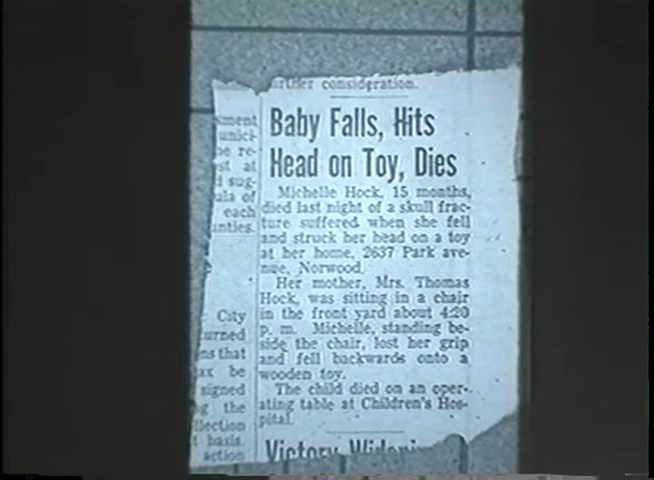 further consideration.
Baby Falls, Hits
Head on Toy, Dies
Michelle Hock, 15 months,
died last night of a skull frac-
ture suffered when she fell
and struck her head on a toy
at her home, 2637 Park ave-
nue, Norwood.
Her mother, Mrs. Thomas
Hock, was sitting in a chair
in the front yard about 4:20
p. m. Michelle, standing be-
side the chair, lost her grip
and fell backwards onto a
wooden toy.
The child died on an oper-
ating table at Children's Hos-
pital.
Victory
each
City
that
be
signed
the
basis.
action